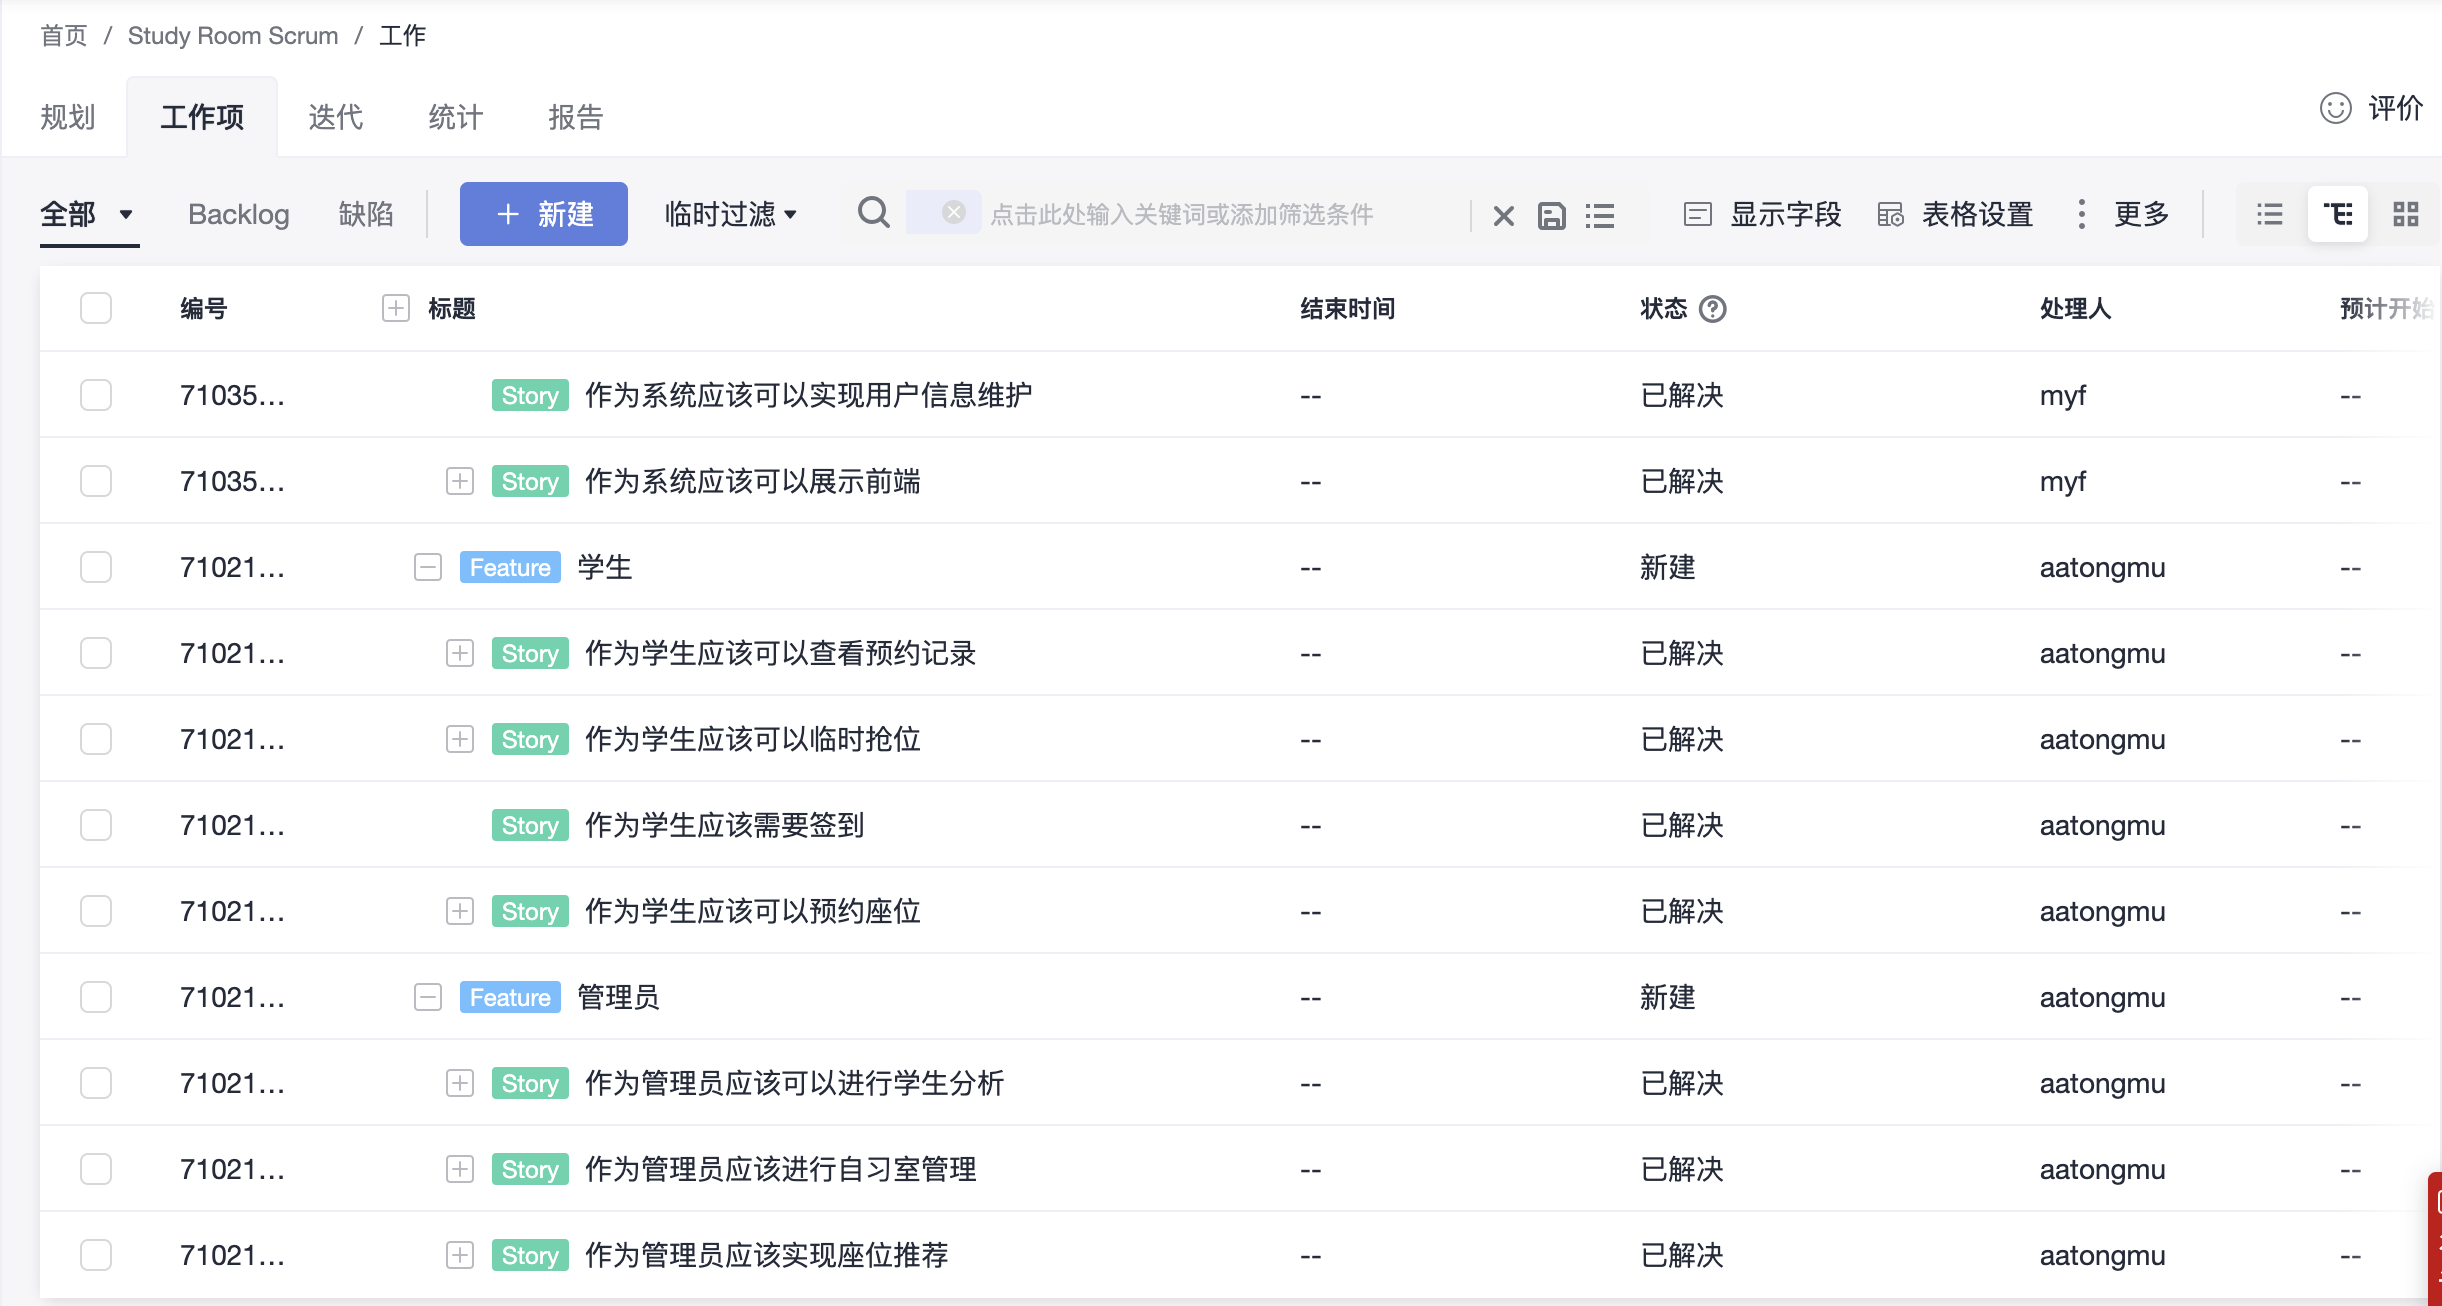 首页 / Study Room Scrum / 工作
规划 工作项 迭代 统计 报告 评价
全部 Backlog 缺陷 新建 临时过滤 点击此处输入关键词或添加筛选条件 显示字段 表格设置 更多
编号 标题 结束时间 状态 处理人 预计开始
71035... Story 作为系统应该可以实现用户信息维护 -- 已解决 myf --
71035... Story 作为系统应该可以展示前端 -- 已解决 myf --
71021... Feature 学生 -- 新建 aatongmu --
71021... Story 作为学生应该可以查看预约记录 -- 已解决 aatongmu --
71021... Story 作为学生应该可以临时抢位 -- 已解决 aatongmu --
71021... Story 作为学生应该需要签到 -- 已解决 aatongmu --
71021... Story 作为学生应该可以预约座位 -- 已解决 aatongmu --
71021... Feature 管理员 -- 新建 aatongmu --
71021... Story 作为管理员应该可以进行学生分析 -- 已解决 aatongmu --
71021... Story 作为管理员应该进行自习室管理 -- 已解决 aatongmu --
71021... Story 作为管理员应该实现座位推荐 -- 已解决 aatongmu --